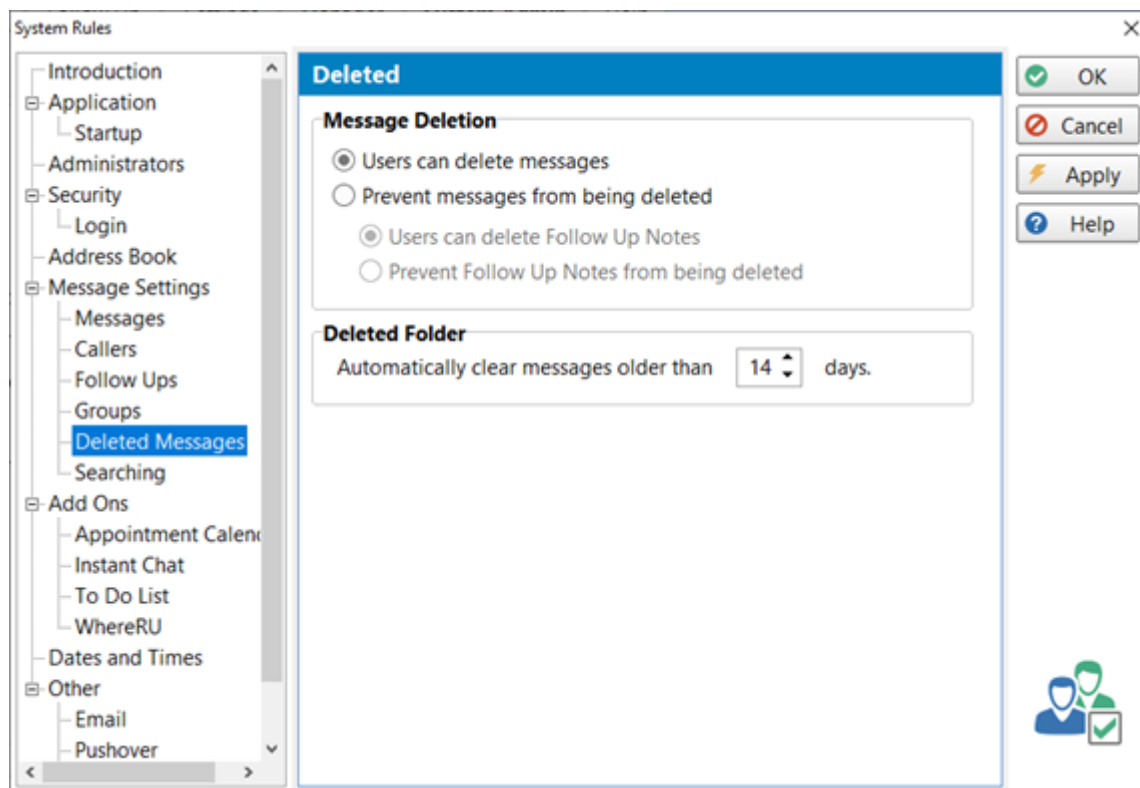 System Rules
Introduction
Application
Startup
Administrators
Security
Login
Address Book
Message Settings
Messages
Callers
Follow Ups
Groups
Deleted Messages
Searching
Add Ons
Appointment Calen
Instant Chat
To Do List
WhereRU
Dates and Times
Other
Email
Pushover
Deleted
Message Deletion
Users can delete messages
Prevent messages from being deleted
Users can delete Follow Up Notes
Prevent Follow Up Notes from being deleted
Deleted Folder
Automatically clear messages older than 14 days.
OK
Cancel
Apply
Help